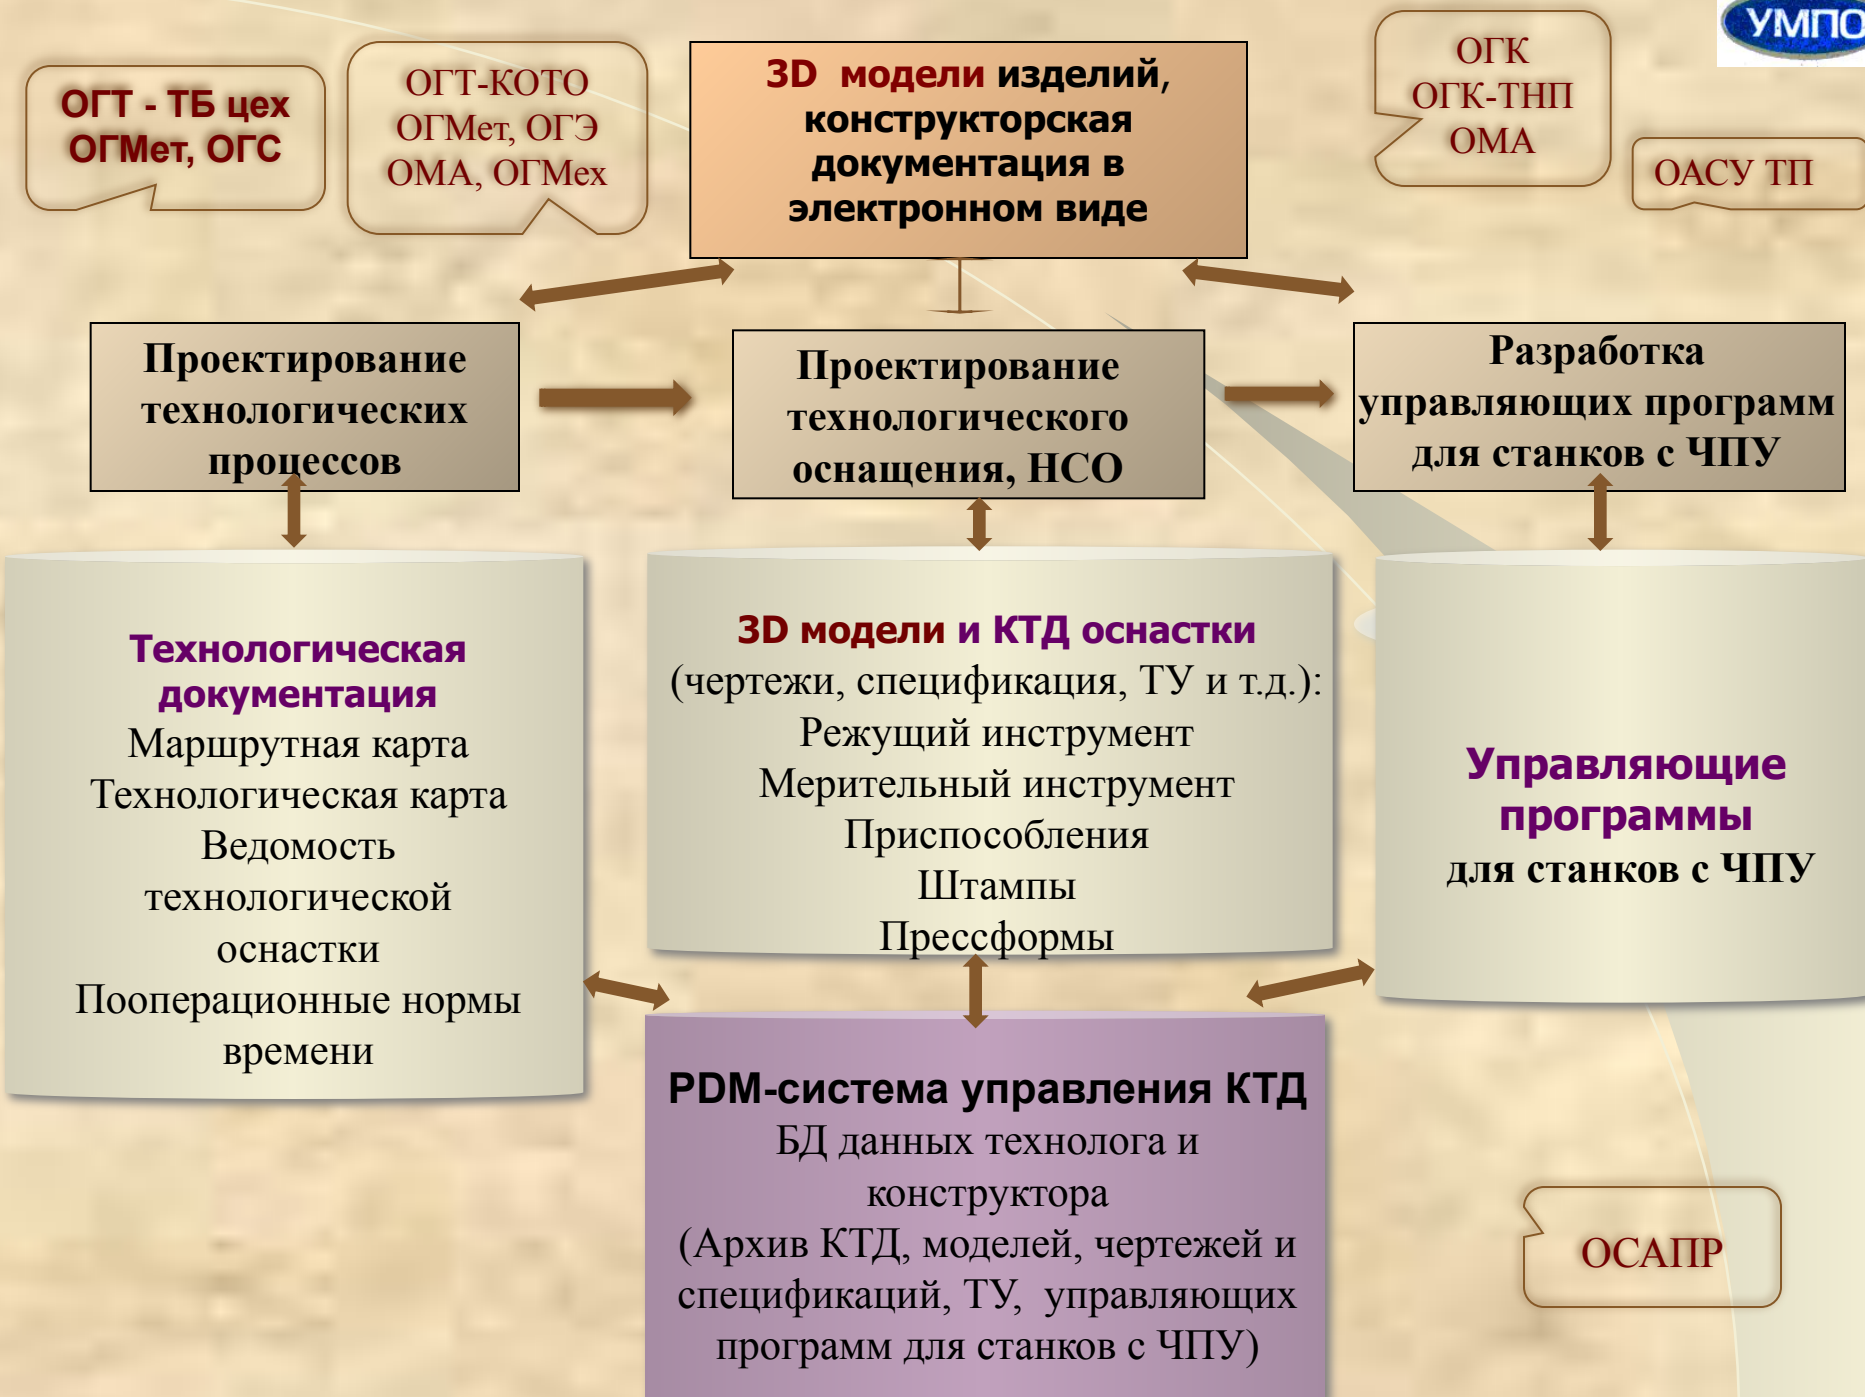 УМПО
ОГТ - ТБ цех
ОГМет, ОГС
ОГТ-КОТО
ОГМет, ОГЭ
ОМА, ОГМех
3D модели изделий,
конструкторская
документация в
электронном виде
ОГК
ОГК-ТНП
ОМА
ОАСУ ТП
Проектирование
технологических
процессов
Проектирование
технологического
оснащения, НСО
Разработка
управляющих программ
для станков с ЧПУ
Технологическая
документация
Маршрутная карта
Технологическая карта
Ведомость
технологической
оснастки
Пооперационные нормы
времени
3D модели и КТД оснастки
(чертежи, спецификация, ТУ и т.д.):
Режущий инструмент
Мерительный инструмент
Приспособления
Штампы
Прессформы
Управляющие
программы
для станков с ЧПУ
PDM-система управления КТД
БД данных технолога и
конструктора
(Архив КТД, моделей, чертежей и
спецификаций, ТУ, управляющих
программ для станков с ЧПУ)
ОСАПР